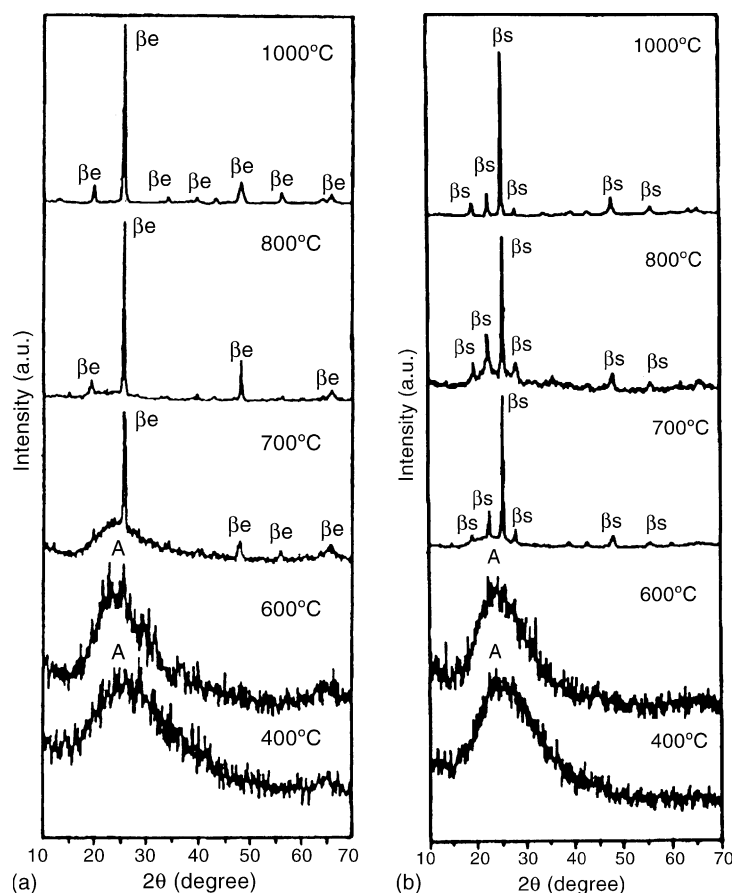 βe
1000°C
βe βe βe βe βe βe
βe
800°C
βe βe βe
βe
700°C
βe βe βe
A
600°C
A
400°C
Intensity (a.u.)
10 20 30 40 50 60 70
(a) 2θ (degree)
βs
1000°C
βs βs βs βs βs
βs
800°C
βs βs βs βs βs
βs
700°C
βs βs βs βs βs
A
600°C
A
400°C
Intensity (a.u.)
10 20 30 40 50 60 70
(b) 2θ (degree)